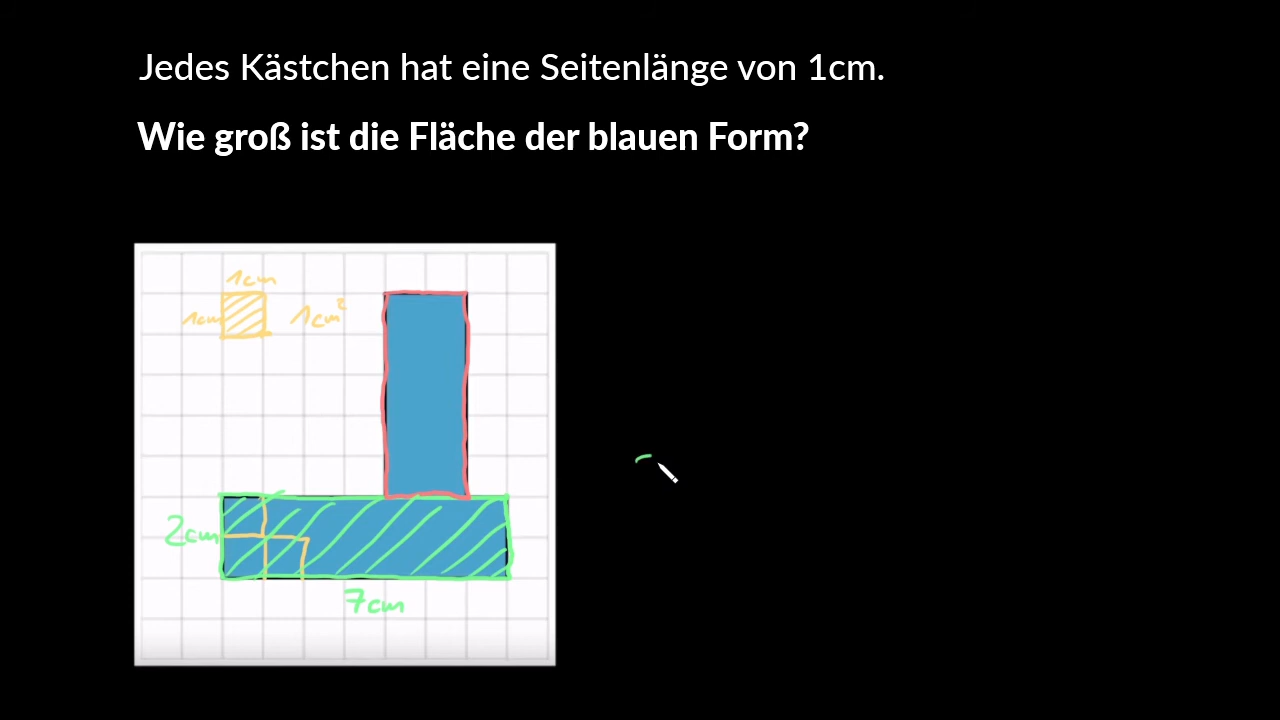 Jedes Kästchen hat eine Seitenlänge von 1cm.
Wie groß ist die Fläche der blauen Form?
1cm
1cm
1cm²
2cm
7cm